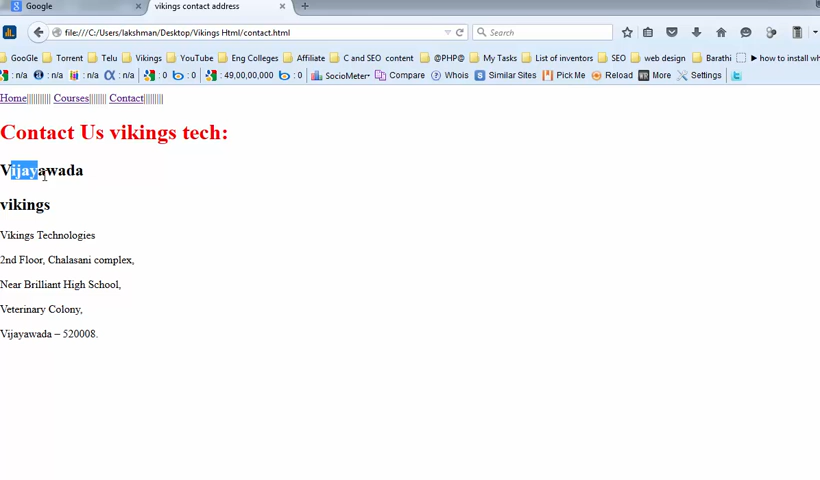 Google
vikings contact address
file:///C:/Users/lakshman/Desktop/Vikings Html/contact.html
Search
GooGle Torrent Telu Vikings YouTube Eng Colleges Affiliate C and SEO content @PHP@ My Tasks List of inventors SEO web design Barathi how to install wh
: n/a : n/a : n/a : n/a : 0 : 0 : 49,00,00,000 : 0 SocioMeter Compare Whois Similar Sites Pick Me Reload More Settings
Home|||||||||| Courses||||||| Contact||||||||
Contact Us vikings tech:
Vijayawada
vikings
Vikings Technologies
2nd Floor, Chalasani complex,
Near Brilliant High School,
Veterinary Colony,
Vijayawada – 520008.